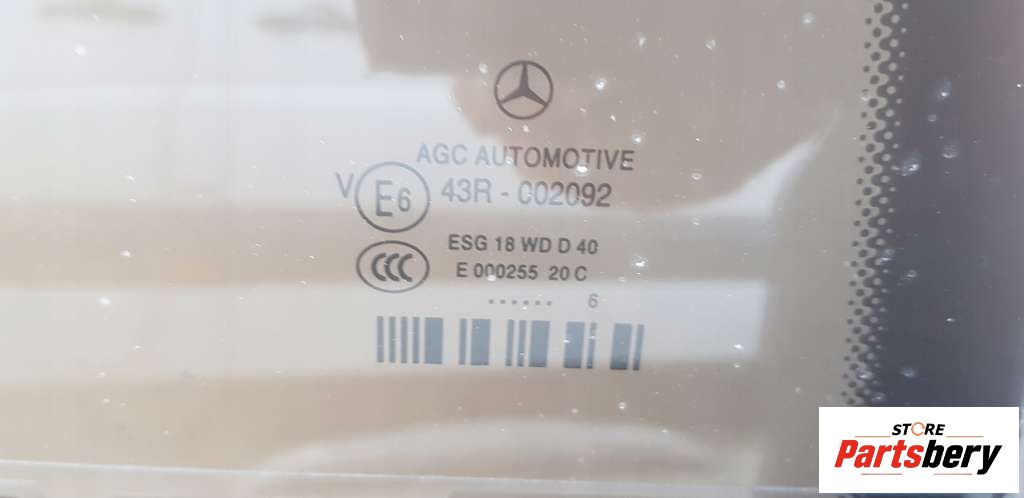 AGC AUTOMOTIVE
V E6 43R - 002092
ESG 18 WD D 40
CCC E 000255 20 C
...... 6
STORE
Partsbery